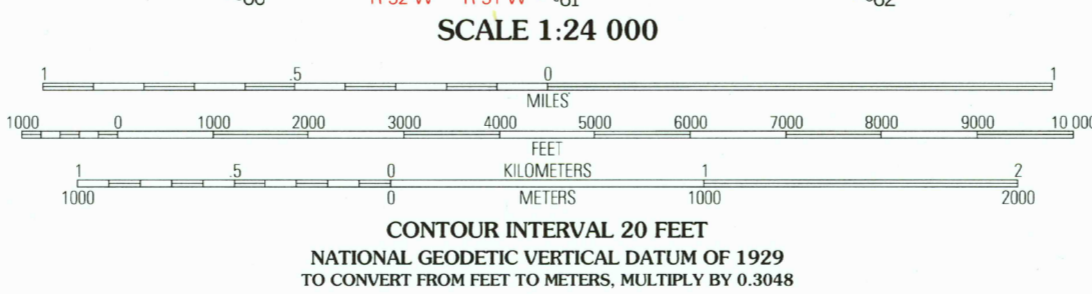 SCALE 1:24 000
1 .5 0 1
MILES
1000 0 1000 2000 3000 4000 5000 6000 7000 8000 9000 10 000
FEET
1 .5 0 KILOMETERS 1 2
1000 0 METERS 1000 2000
CONTOUR INTERVAL 20 FEET
NATIONAL GEODETIC VERTICAL DATUM OF 1929
TO CONVERT FROM FEET TO METERS, MULTIPLY BY 0.3048